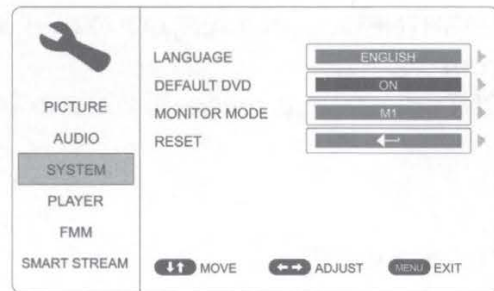 LANGUAGE ENGLISH
DEFAULT DVD ON
MONITOR MODE M1
RESET
PICTURE
AUDIO
SYSTEM
PLAYER
FMM
SMART STREAM
MOVE ADJUST MENU EXIT